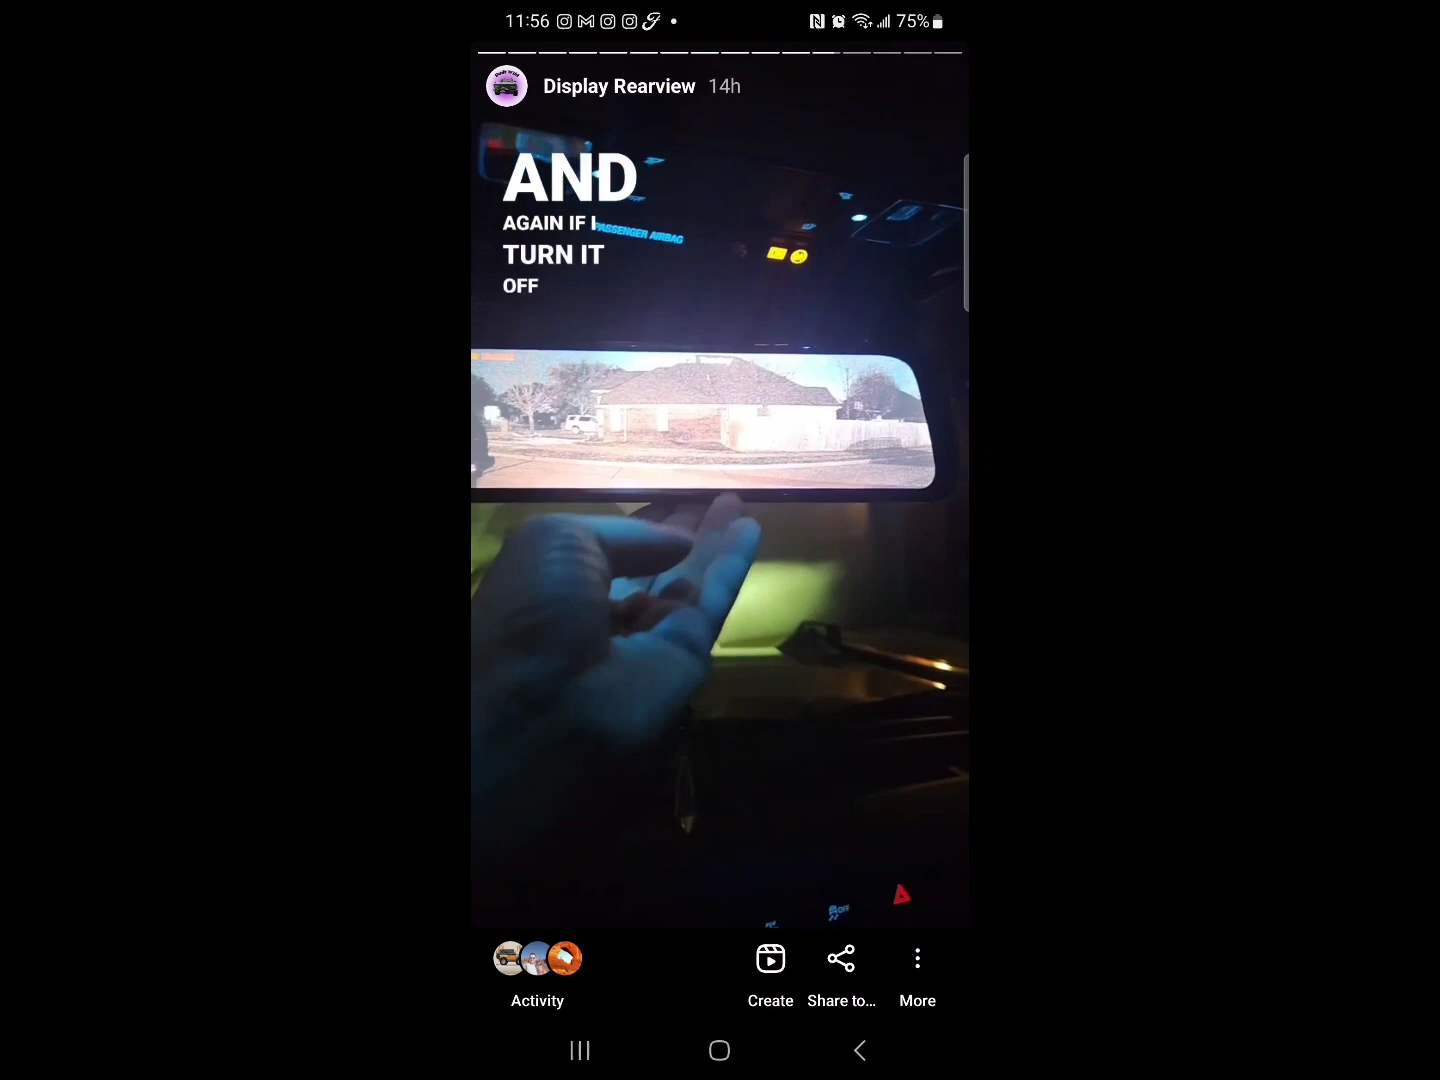 11:56
75%
Display Rearview 14h
AND
AGAIN IF I
TURN IT
OFF
PASSENGER AIRBAG
OFF
Activity
Create
Share to...
More